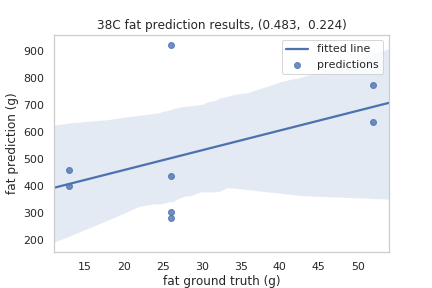 38C fat prediction results, (0.483,  0.224)
fitted line
predictions
fat prediction (g)
900
800
700
600
500
400
300
200
15 20 25 30 35 40 45 50
fat ground truth (g)